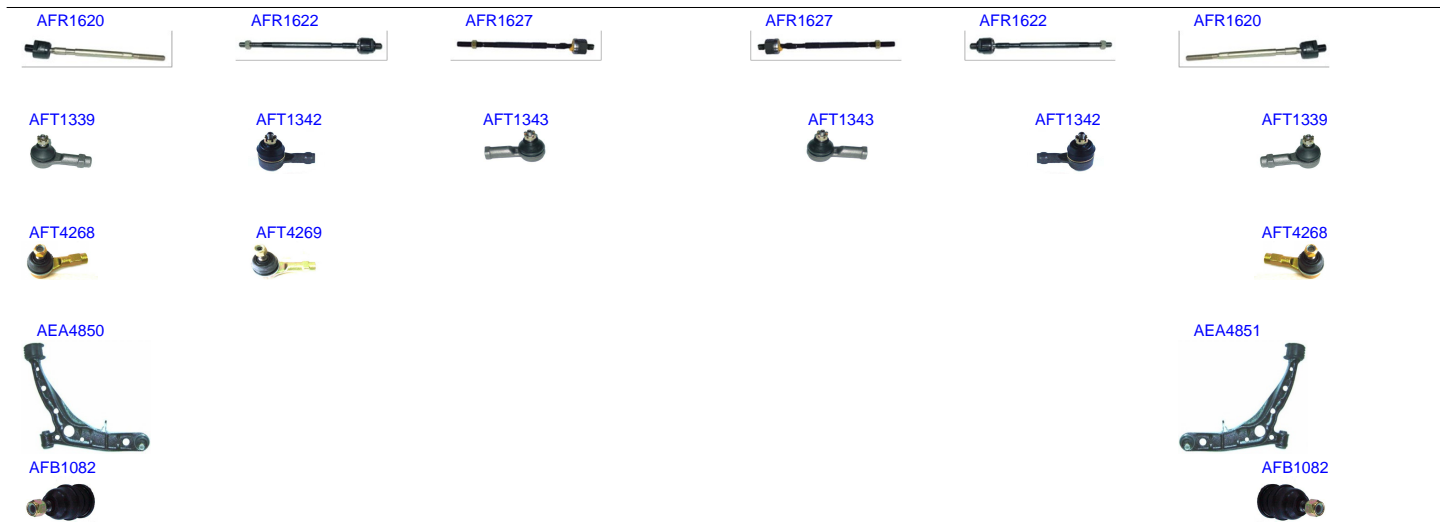 AFR1620 AFR1622 AFR1627 AFR1627 AFR1622 AFR1620
AFT1339 AFT1342 AFT1343 AFT1343 AFT1342 AFT1339
AFT4268 AFT4269 AFT4268
AEA4850 AEA4851
AFB1082 AFB1082